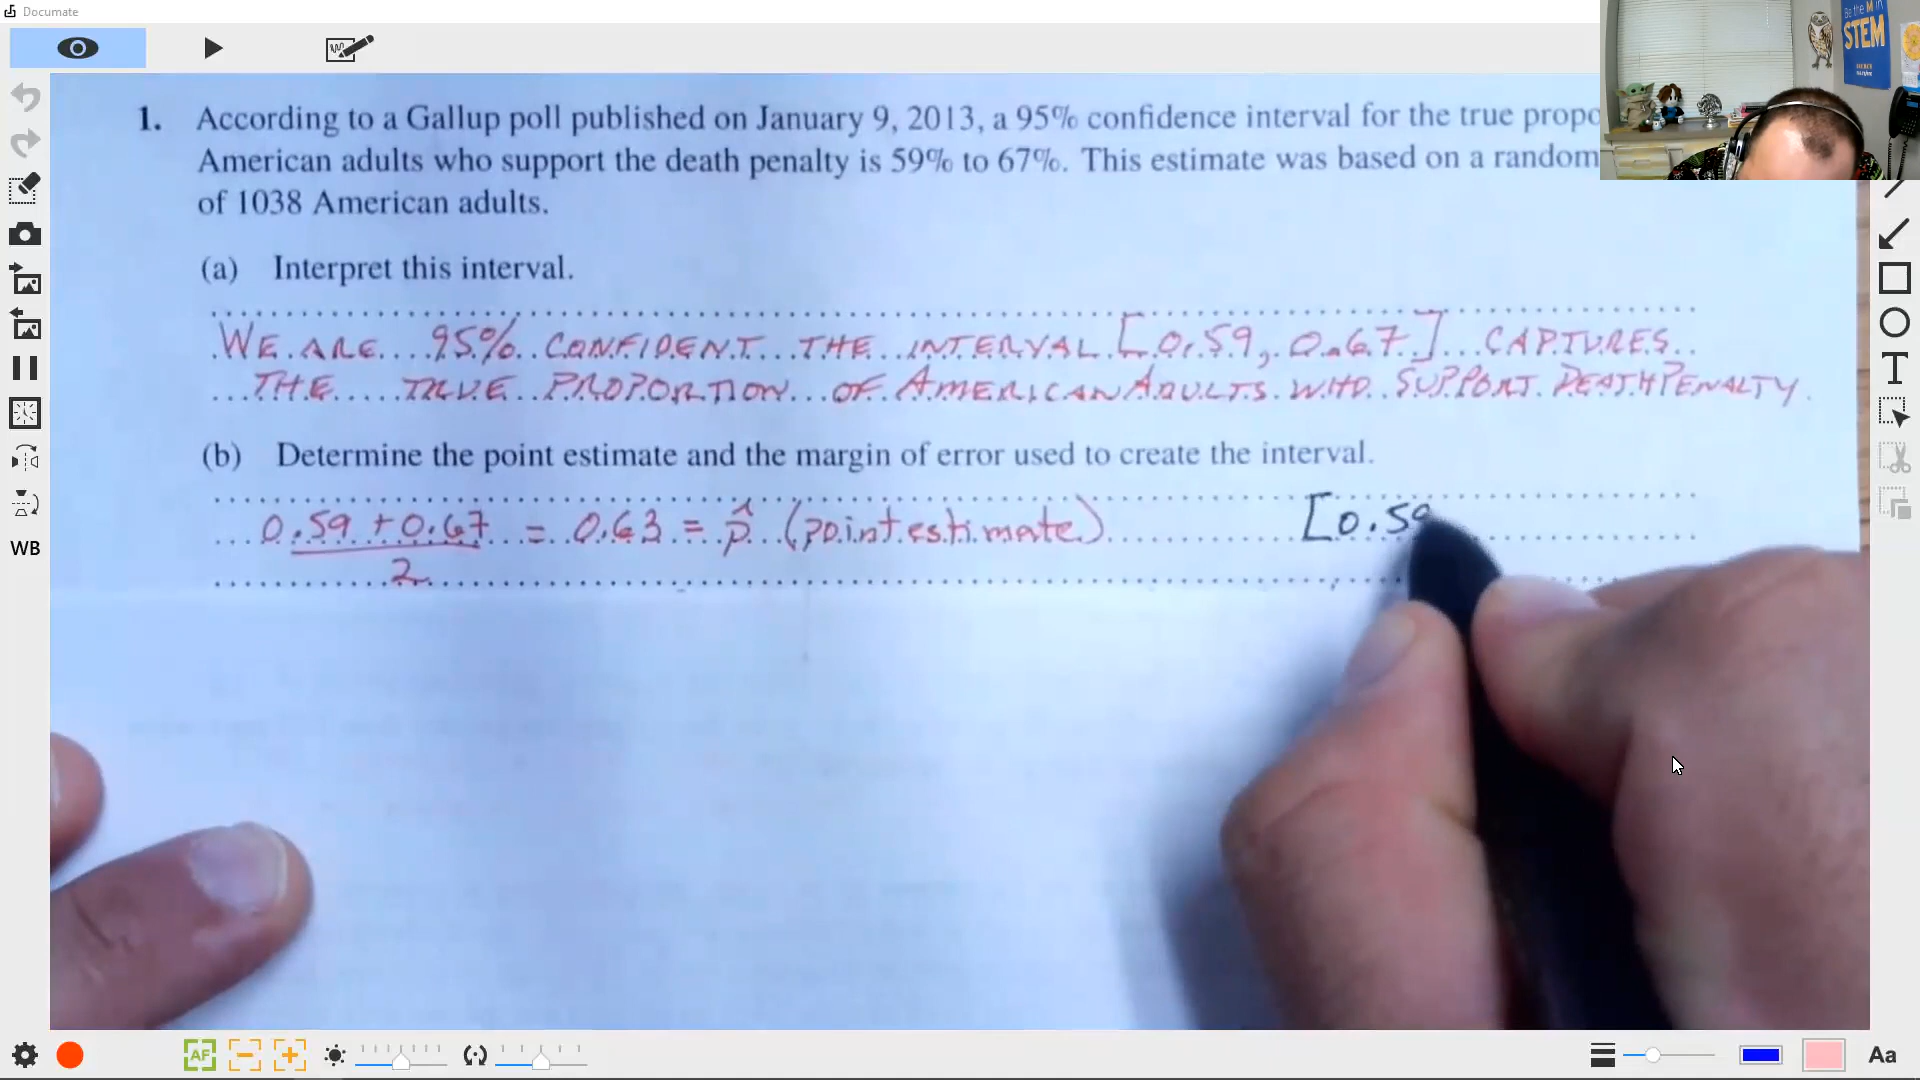 Documate
Be the M in
STEM
1. According to a Gallup poll published on January 9, 2013, a 95% confidence interval for the true propo
American adults who support the death penalty is 59% to 67%. This estimate was based on a random
of 1038 American adults.
(a) Interpret this interval.
WE ARE 95% CONFIDENT THE INTERVAL [0.59, 0.67] CAPTURES
THE TRUE PROPORTION OF AMERICAN ADULTS WHO SUPPORT DEATH PENALTY.
(b) Determine the point estimate and the margin of error used to create the interval.
0.59 + 0.67 = 0.63 = p̂ (point estimate) [0.59
2
WB
T
AF
Aa